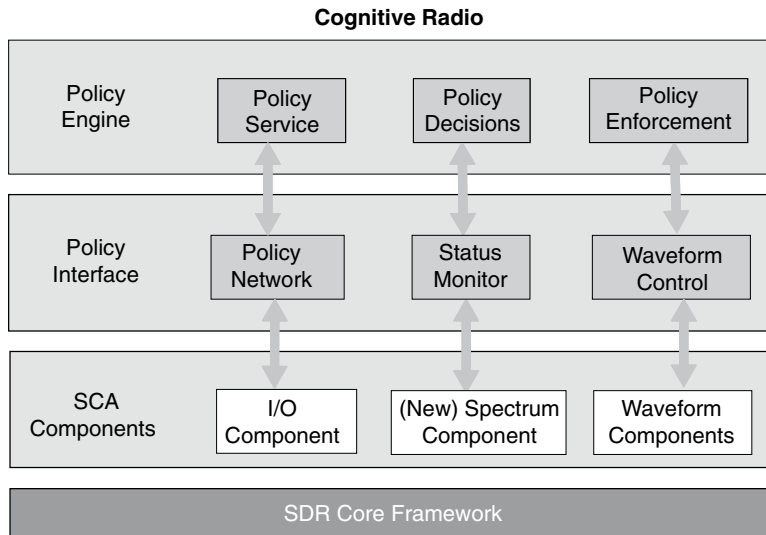 Cognitive Radio
Policy
Engine
Policy
Service
Policy
Decisions
Policy
Enforcement
Policy
Interface
Policy
Network
Status
Monitor
Waveform
Control
SCA
Components
I/O
Component
(New) Spectrum
Component
Waveform
Components
SDR Core Framework